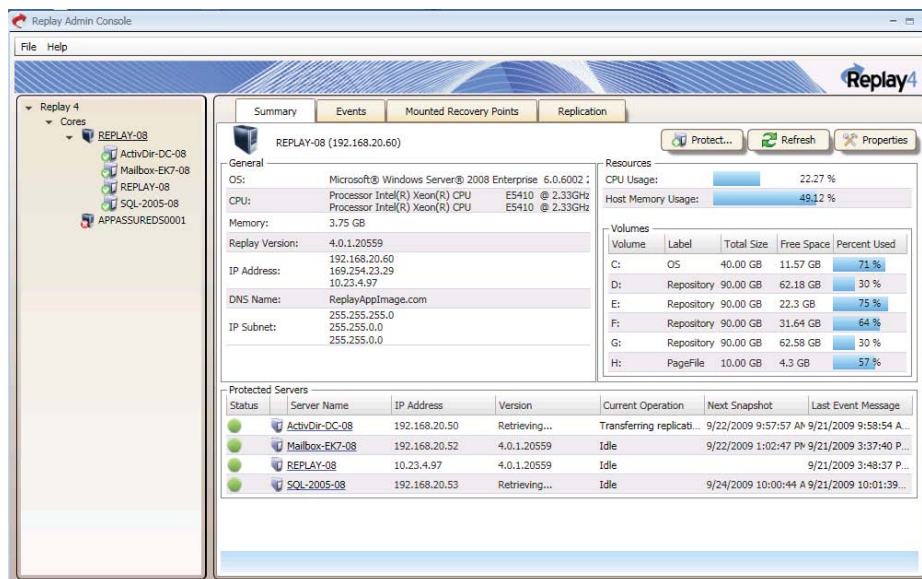 Replay Admin Console
File Help
Replay4
Replay 4
Cores
REPLAY-08
ActivDir-DC-08
Mailbox-EK7-08
REPLAY-08
SQL-2005-08
APPASSUREDS0001
Summary Events Mounted Recovery Points Replication
REPLAY-08 (192.168.20.60)
Protect... Refresh Properties
General
OS: Microsoft® Windows Server® 2008 Enterprise 6.0.6002
CPU: Processor Intel(R) Xeon(R) CPU E5410 @ 2.33GHz
Processor Intel(R) Xeon(R) CPU E5410 @ 2.33GHz
Memory: 3.75 GB
Replay Version: 4.0.1.20559
IP Address: 192.168.20.60
169.254.23.29
10.23.4.97
DNS Name: ReplayAppImage.com
IP Subnet: 255.255.255.0
255.255.0.0
255.255.0.0
Resources
CPU Usage: 22.27 %
Host Memory Usage: 49.12 %
Volumes
Volume Label Total Size Free Space Percent Used
C: OS 40.00 GB 11.57 GB 71 %
D: Repository 90.00 GB 62.18 GB 30 %
E: Repository 90.00 GB 22.3 GB 75 %
F: Repository 90.00 GB 31.64 GB 64 %
G: Repository 90.00 GB 62.58 GB 30 %
H: PageFile 10.00 GB 4.3 GB 57 %
Protected Servers
Status Server Name IP Address Version Current Operation Next Snapshot Last Event Message
ActivDir-DC-08 192.168.20.50 Retrieving... Transferring replicati... 9/22/2009 9:57:57 AM 9/21/2009 9:58:54 A...
Mailbox-EK7-08 192.168.20.52 4.0.1.20559 Idle 9/22/2009 1:02:47 PM 9/21/2009 3:37:40 P...
REPLAY-08 10.23.4.97 4.0.1.20559 Idle 9/21/2009 3:48:37 P...
SQL-2005-08 192.168.20.53 Retrieving... Idle 9/24/2009 10:00:44 A 9/21/2009 10:01:39...